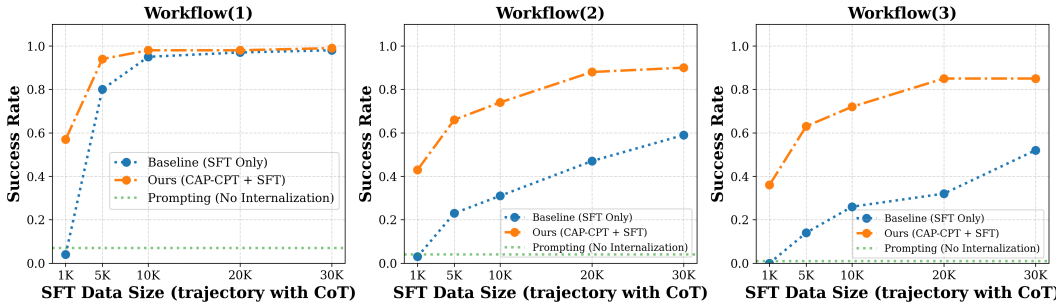 Workflow(1)
Success Rate
1.0
0.8
0.6
0.4
0.2
0.0
Baseline (SFT Only)
Ours (CAP-CPT + SFT)
Prompting (No Internalization)
1K 5K 10K 20K 30K
SFT Data Size (trajectory with CoT)
Workflow(2)
Success Rate
1.0
0.8
0.6
0.4
0.2
0.0
Baseline (SFT Only)
Ours (CAP-CPT + SFT)
Prompting (No Internalization)
1K 5K 10K 20K 30K
SFT Data Size (trajectory with CoT)
Workflow(3)
Success Rate
1.0
0.8
0.6
0.4
0.2
0.0
Baseline (SFT Only)
Ours (CAP-CPT + SFT)
Prompting (No Internalization)
1K 5K 10K 20K 30K
SFT Data Size (trajectory with CoT)